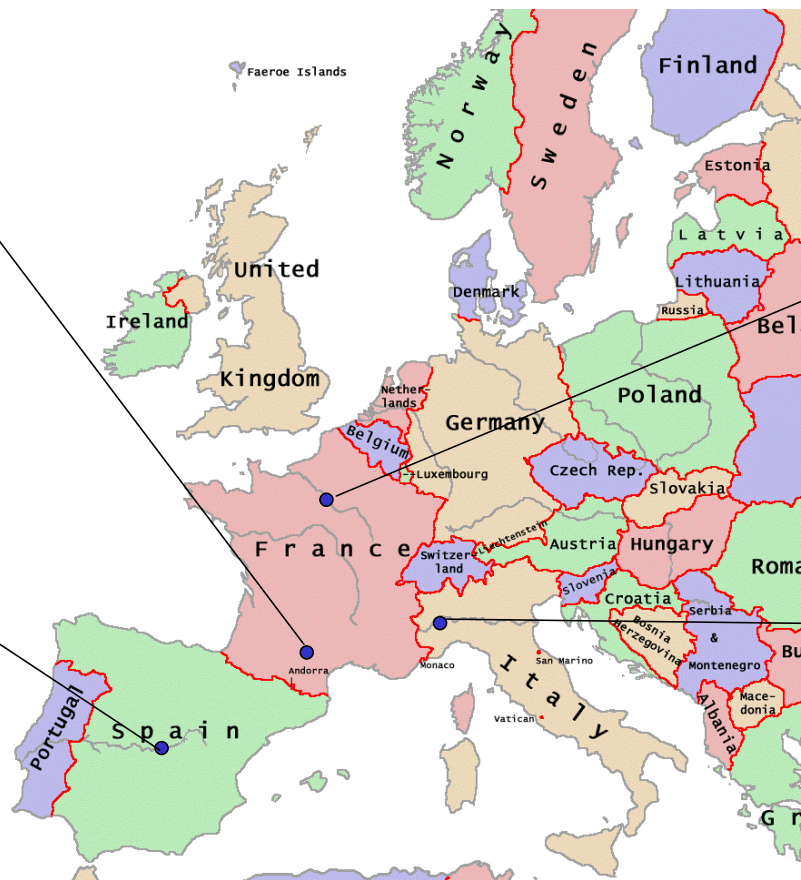 Norway
Sweden
Finland
Faeroe Islands
Estonia
Latvia
United
Kingdom
Ireland
Denmark
Lithuania
Russia
Bel
Nether-
lands
Belgium
Germany
Poland
--Luxembourg
Czech Rep.
Slovakia
France
Switzer-
land
Liechtenstein
Austria
Hungary
Roma
Slovenia
Croatia
Bosnia
Herzegovina
Serbia
&
Montenegro
Bu
Andorra
Monaco
San Marino
Italy
Vatican
Albania
Mace-
donia
Portugal
Spain
Gr